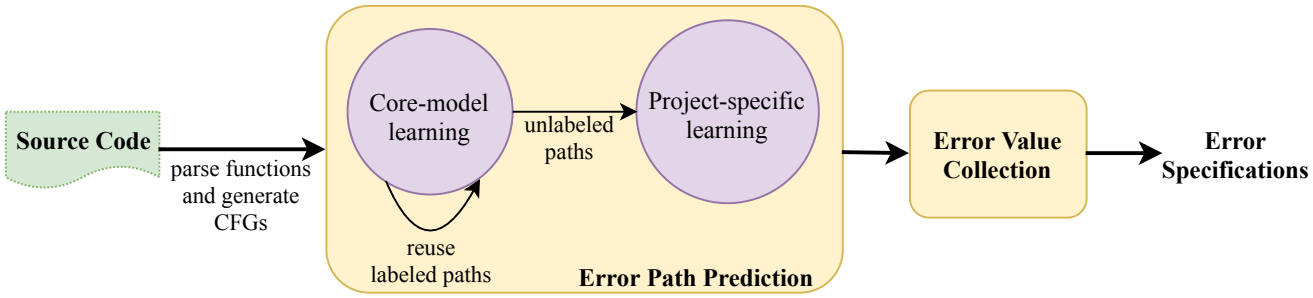 Source Code
parse functions
and generate
CFGs
Core-model
learning
reuse
labeled paths
unlabeled
paths
Project-specific
learning
Error Path Prediction
Error Value
Collection
Error
Specifications